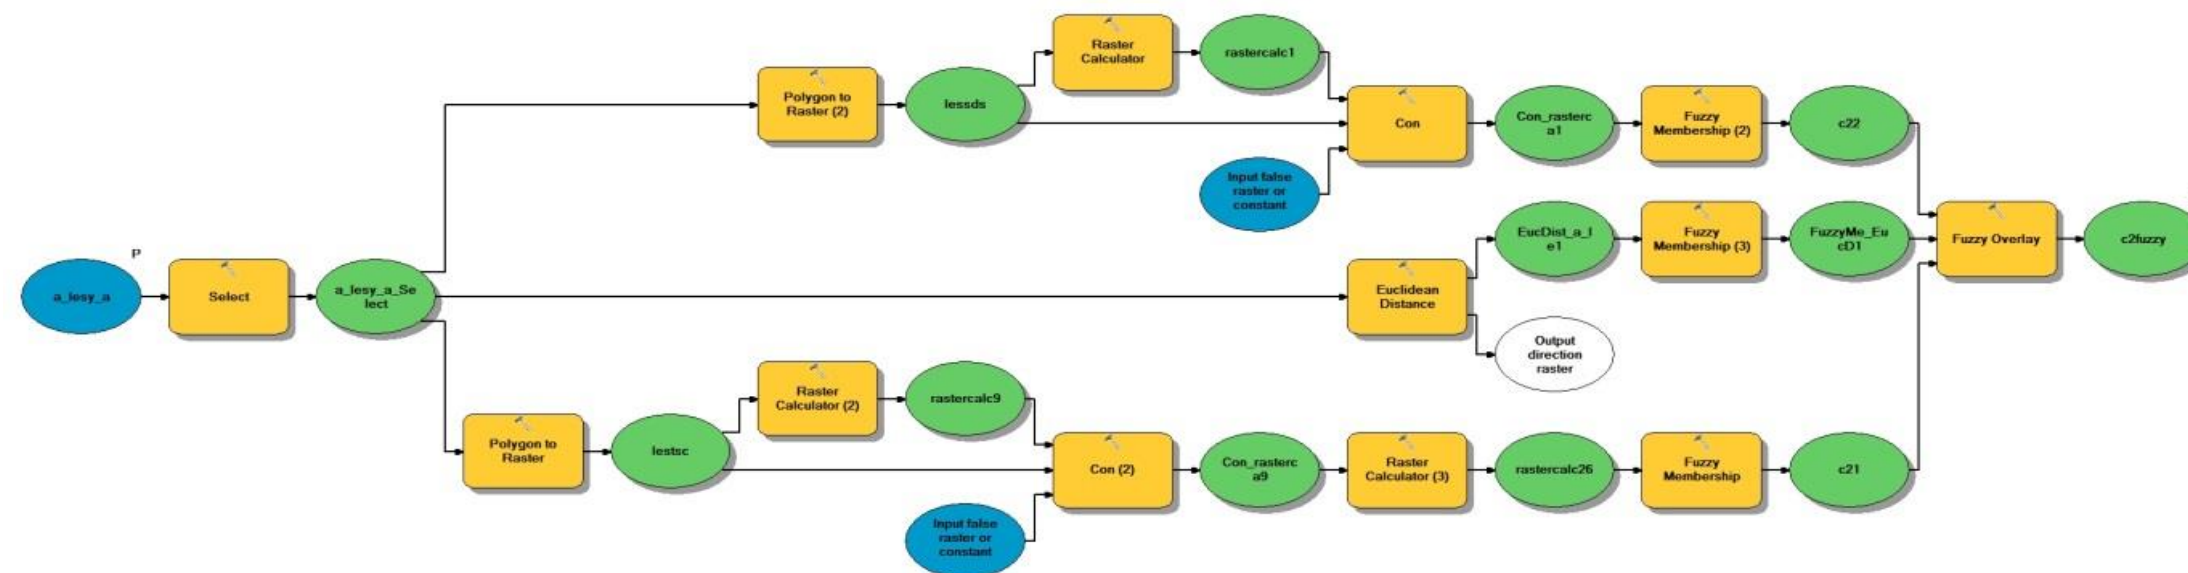 Raster
Calculator
rastercalc1
Polygon to
Raster (2)
lessds
Con
Con_rasterc
a1
Fuzzy
Membership (2)
c22
Input false
raster or
constant
P
a_lesy_a
Select
a_lesy_a_Se
lect
Euclidean
Distance
EucDist_a_l
e1
Fuzzy
Membership (3)
FuzzyMe_Eu
cD1
Fuzzy Overlay
c2fuzzy
Output
direction
raster
Polygon to
Raster
lestsc
Raster
Calculator (2)
rastercalc9
Con (2)
Con_rasterc
a9
Raster
Calculator (3)
rastercalc26
Fuzzy
Membership
c21
Input false
raster or
constant